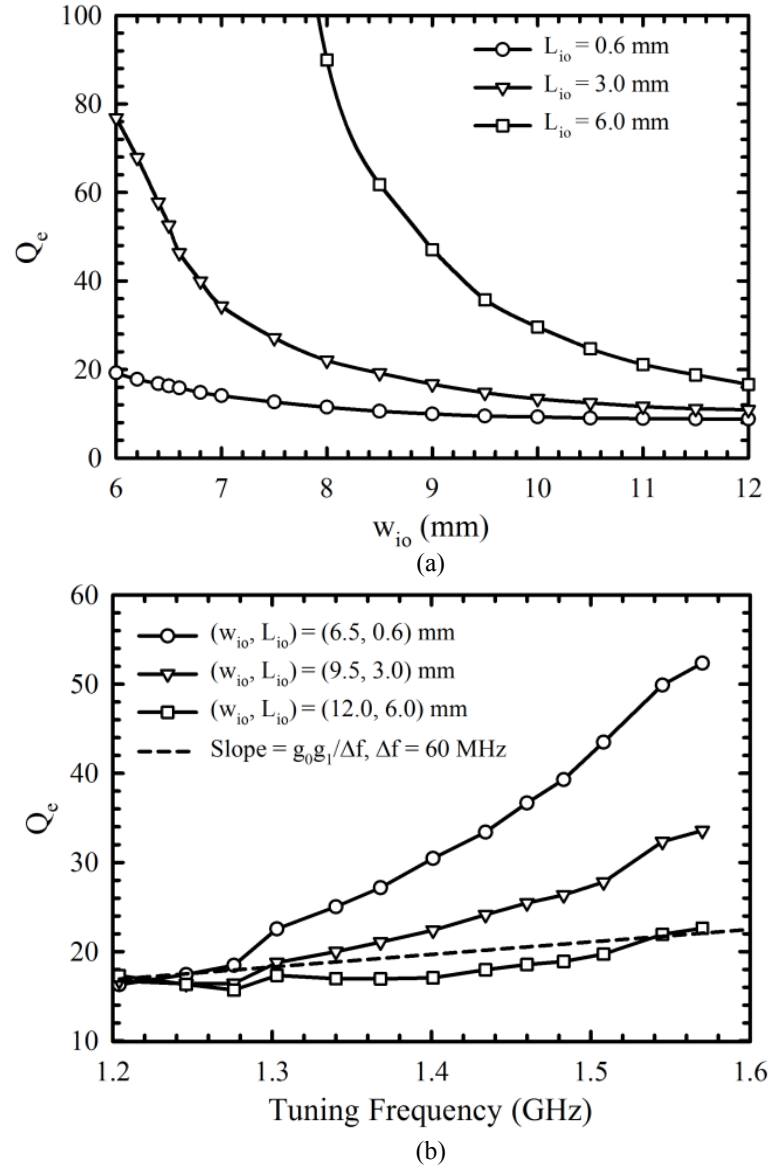 100
80
60
40
20
0
Q_e
L_io = 0.6 mm
L_io = 3.0 mm
L_io = 6.0 mm
6 7 8 9 10 11 12
w_io (mm)
(a)
60
50
40
30
20
10
Q_e
(w_io, L_io) = (6.5, 0.6) mm
(w_io, L_io) = (9.5, 3.0) mm
(w_io, L_io) = (12.0, 6.0) mm
Slope = g_0g_1/Δf, Δf = 60 MHz
1.2 1.3 1.4 1.5 1.6
Tuning Frequency (GHz)
(b)